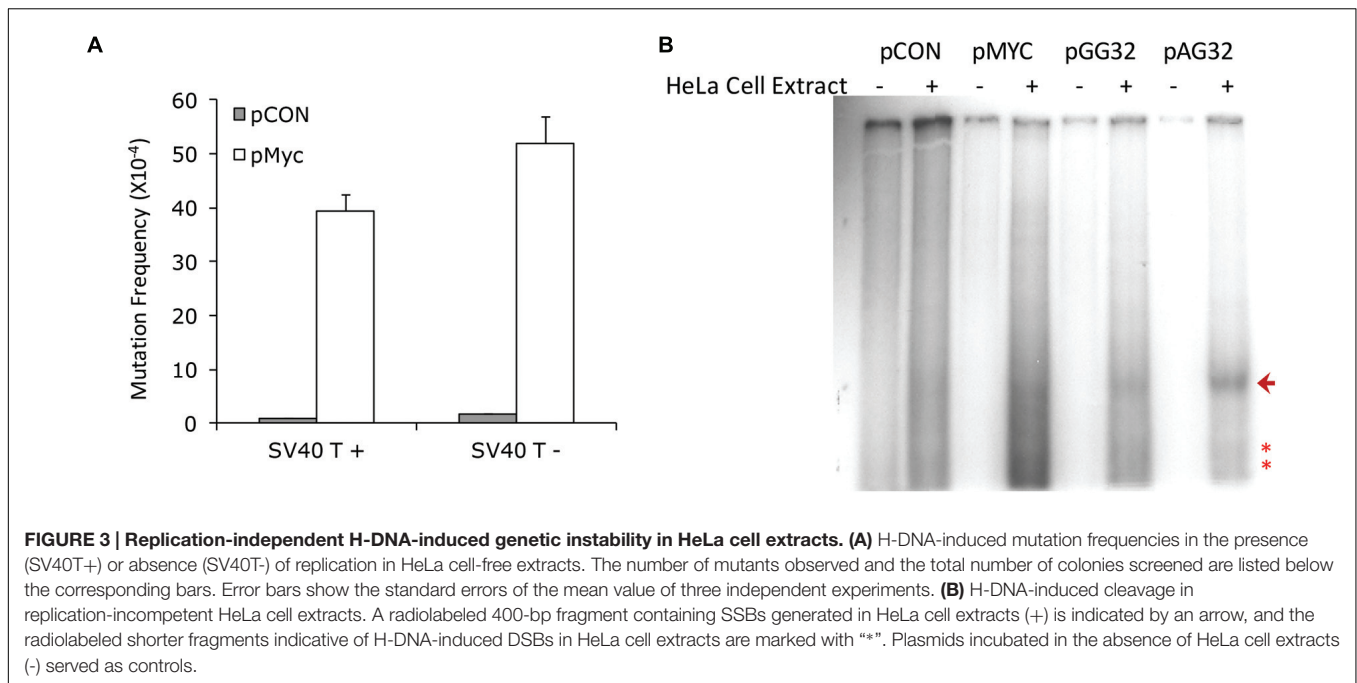 A
Mutation Frequency (X10⁻⁴)
60
50
40
30
20
10
0
pCON
pMyc
SV40 T +
SV40 T -
B
pCON pMYC pGG32 pAG32
HeLa Cell Extract - + - + - + - +
*
*
FIGURE 3 | Replication-independent H-DNA-induced genetic instability in HeLa cell extracts. (A) H-DNA-induced mutation frequencies in the presence
(SV40T+) or absence (SV40T-) of replication in HeLa cell-free extracts. The number of mutants observed and the total number of colonies screened are listed below
the corresponding bars. Error bars show the standard errors of the mean value of three independent experiments. (B) H-DNA-induced cleavage in
replication-incompetent HeLa cell extracts. A radiolabeled 400-bp fragment containing SSBs generated in HeLa cell extracts (+) is indicated by an arrow, and the
radiolabeled shorter fragments indicative of H-DNA-induced DSBs in HeLa cell extracts are marked with “*”. Plasmids incubated in the absence of HeLa cell extracts
(-) served as controls.